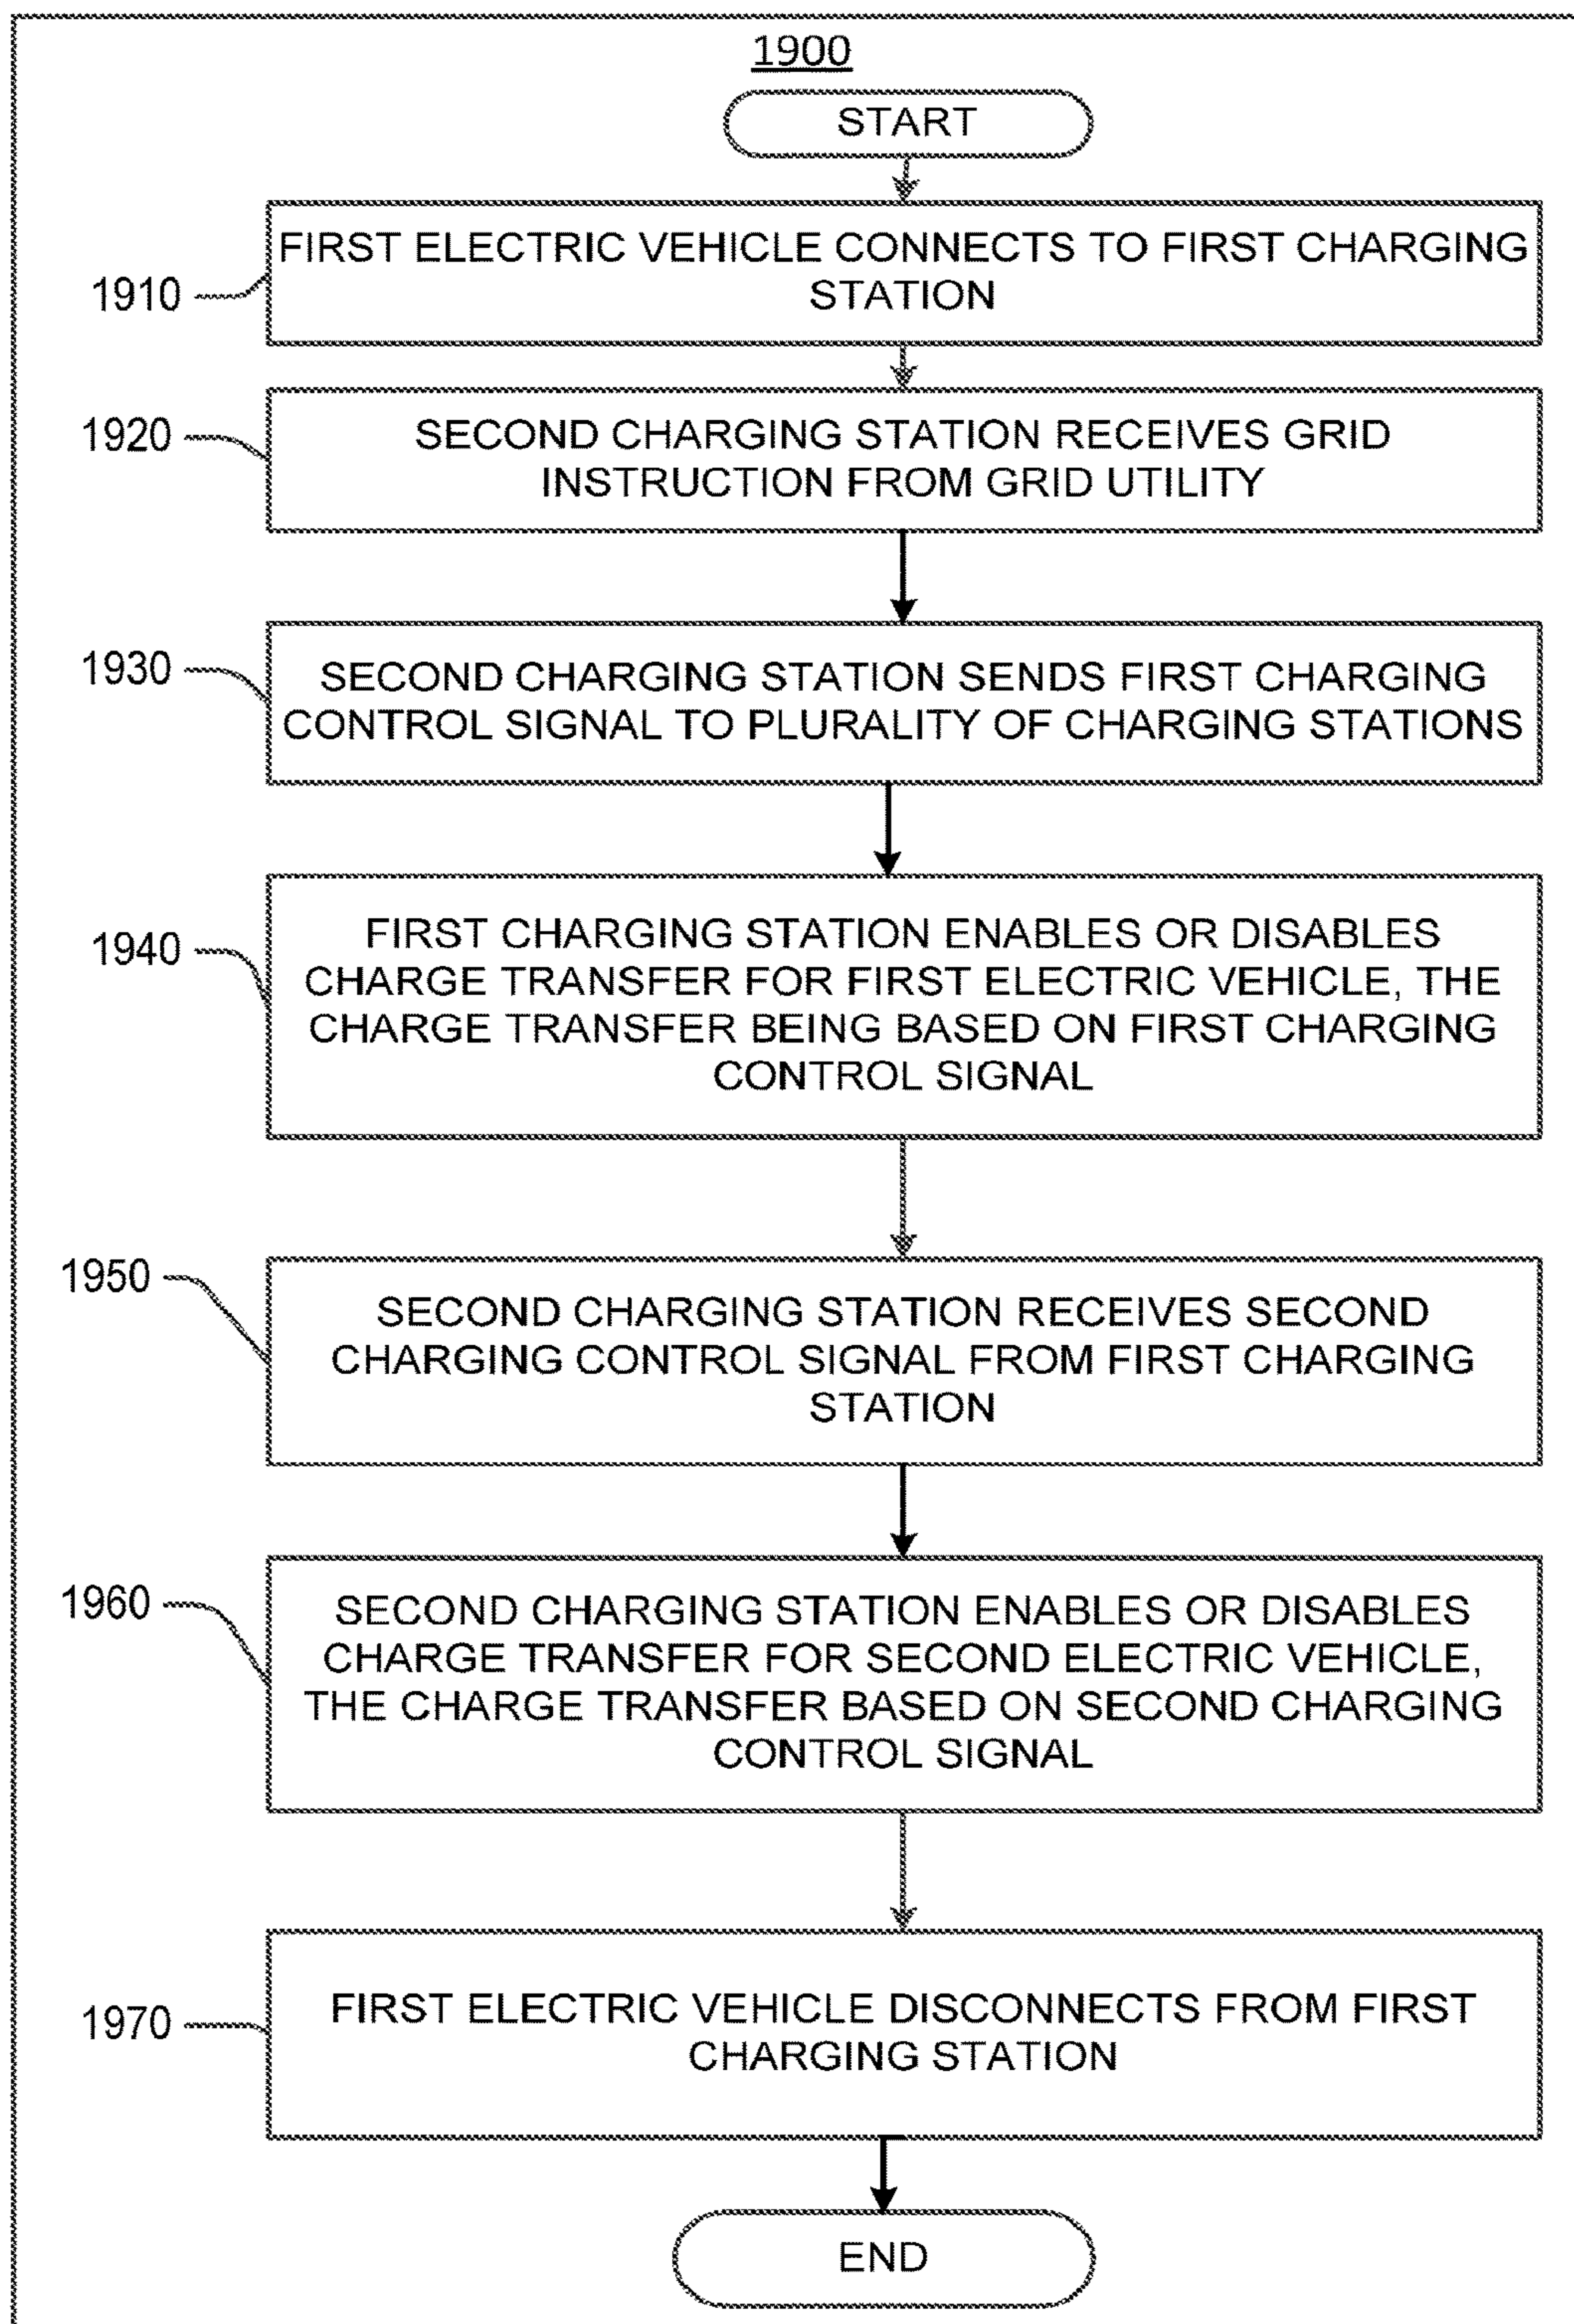 1900
START
FIRST ELECTRIC VEHICLE CONNECTS TO FIRST CHARGING
STATION
1910
SECOND CHARGING STATION RECEIVES GRID
INSTRUCTION FROM GRID UTILITY
1920
SECOND CHARGING STATION SENDS FIRST CHARGING
CONTROL SIGNAL TO PLURALITY OF CHARGING STATIONS
1930
FIRST CHARGING STATION ENABLES OR DISABLES
CHARGE TRANSFER FOR FIRST ELECTRIC VEHICLE, THE
CHARGE TRANSFER BEING BASED ON FIRST CHARGING
CONTROL SIGNAL
1940
SECOND CHARGING STATION RECEIVES SECOND
CHARGING CONTROL SIGNAL FROM FIRST CHARGING
STATION
1950
SECOND CHARGING STATION ENABLES OR DISABLES
CHARGE TRANSFER FOR SECOND ELECTRIC VEHICLE,
THE CHARGE TRANSFER BASED ON SECOND CHARGING
CONTROL SIGNAL
1960
FIRST ELECTRIC VEHICLE DISCONNECTS FROM FIRST
CHARGING STATION
1970
END